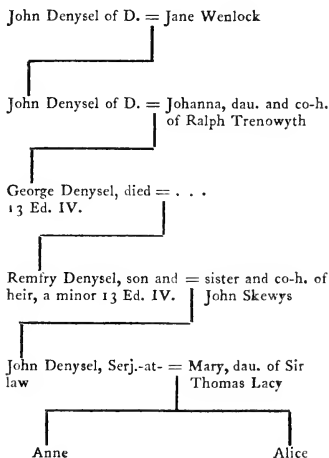 John Denysel of D. = Jane Wenlock
John Denysel of D. = Johanna, dau. and co-h.
of Ralph Trenowyth
George Denysel, died = . . .
13 Ed. IV.
Remfry Denysel, son and = sister and co-h. of
heir, a minor 13 Ed. IV. John Skewys
John Denysel, Serj.-at- = Mary, dau. of Sir
law Thomas Lacy
Anne Alice